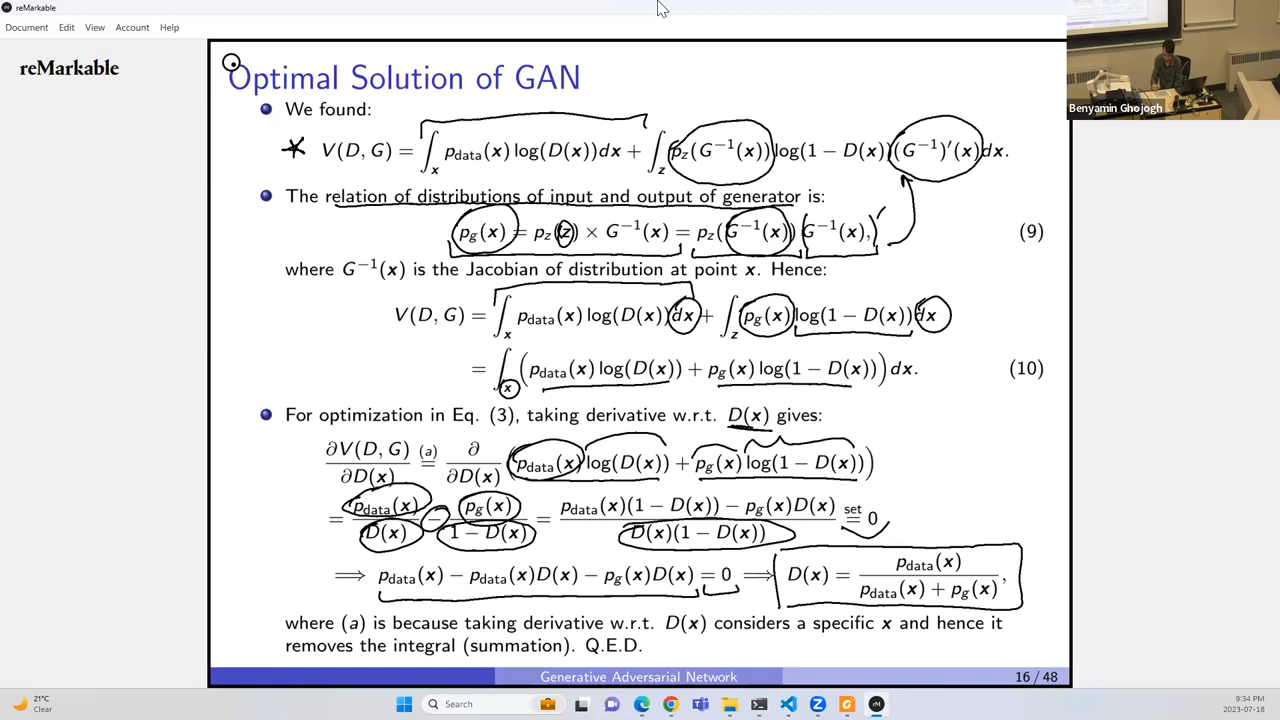 reMarkable
Document Edit View Account Help
reMarkable
Benyamin Ghojogh
Optimal Solution of GAN
We found:
V(D, G) = ∫_x p_data(x) log(D(x))dx + ∫_z p_z(G⁻¹(x)) log(1 − D(x))(G⁻¹)′(x)dx.
The relation of distributions of input and output of generator is:
p_g(x) = p_z(z) × G⁻¹(x) = p_z(G⁻¹(x)) G⁻¹(x), (9)
where G⁻¹(x) is the Jacobian of distribution at point x. Hence:
V(D, G) = ∫_x p_data(x) log(D(x))dx + ∫_z p_g(x) log(1 − D(x))dx
= ∫_x (p_data(x) log(D(x)) + p_g(x) log(1 − D(x)))dx. (10)
For optimization in Eq. (3), taking derivative w.r.t. D(x) gives:
∂V(D, G)/∂D(x) (a)= ∂/∂D(x) (p_data(x) log(D(x)) + p_g(x) log(1 − D(x)))
= p_data(x)/D(x) − p_g(x)/(1 − D(x)) = (p_data(x)(1 − D(x)) − p_g(x)D(x))/(D(x)(1 − D(x))) set= 0
⟹ p_data(x) − p_data(x)D(x) − p_g(x)D(x) = 0 ⟹ D(x) = p_data(x)/(p_data(x) + p_g(x)),
where (a) is because taking derivative w.r.t. D(x) considers a specific x and hence it
removes the integral (summation). Q.E.D.
Generative Adversarial Network 16 / 48
21°C
Clear
Search
9:34 PM
2023-07-18